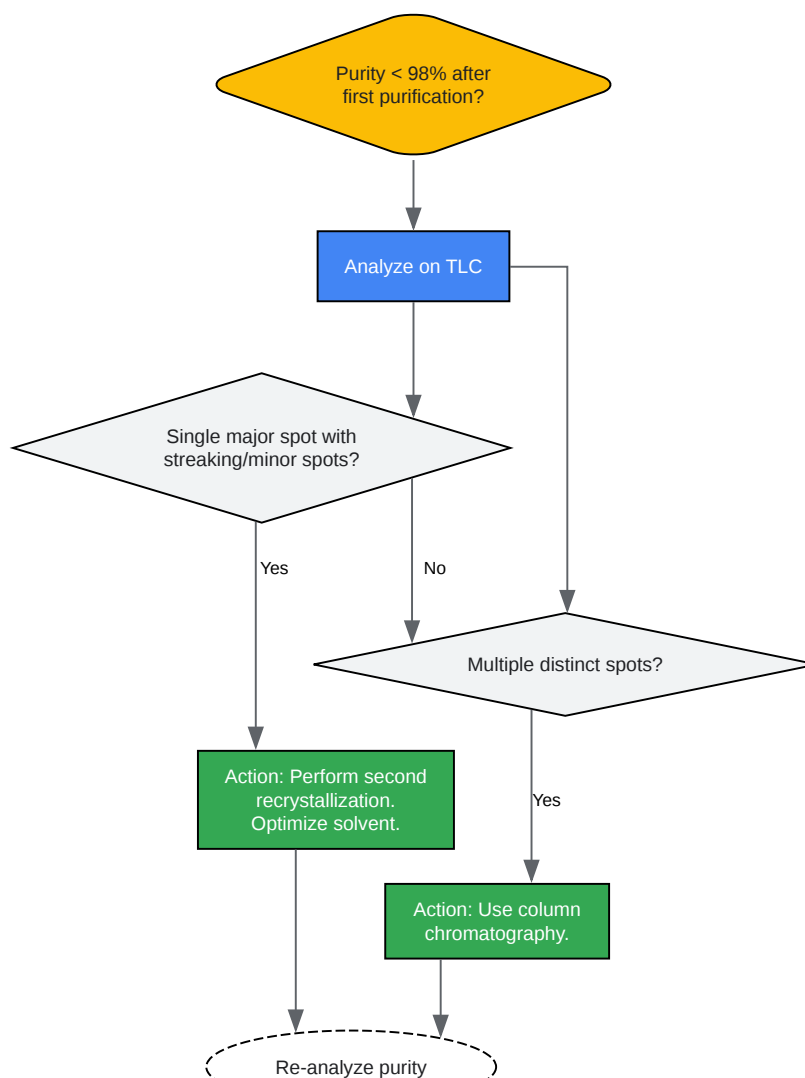 Purity < 98% after
first purification?
Analyze on TLC
Single major spot with
streaking/minor spots?
Yes
No
Multiple distinct spots?
Action: Perform second
recrystallization.
Optimize solvent.
Yes
Action: Use column
chromatography.
Re-analyze purity